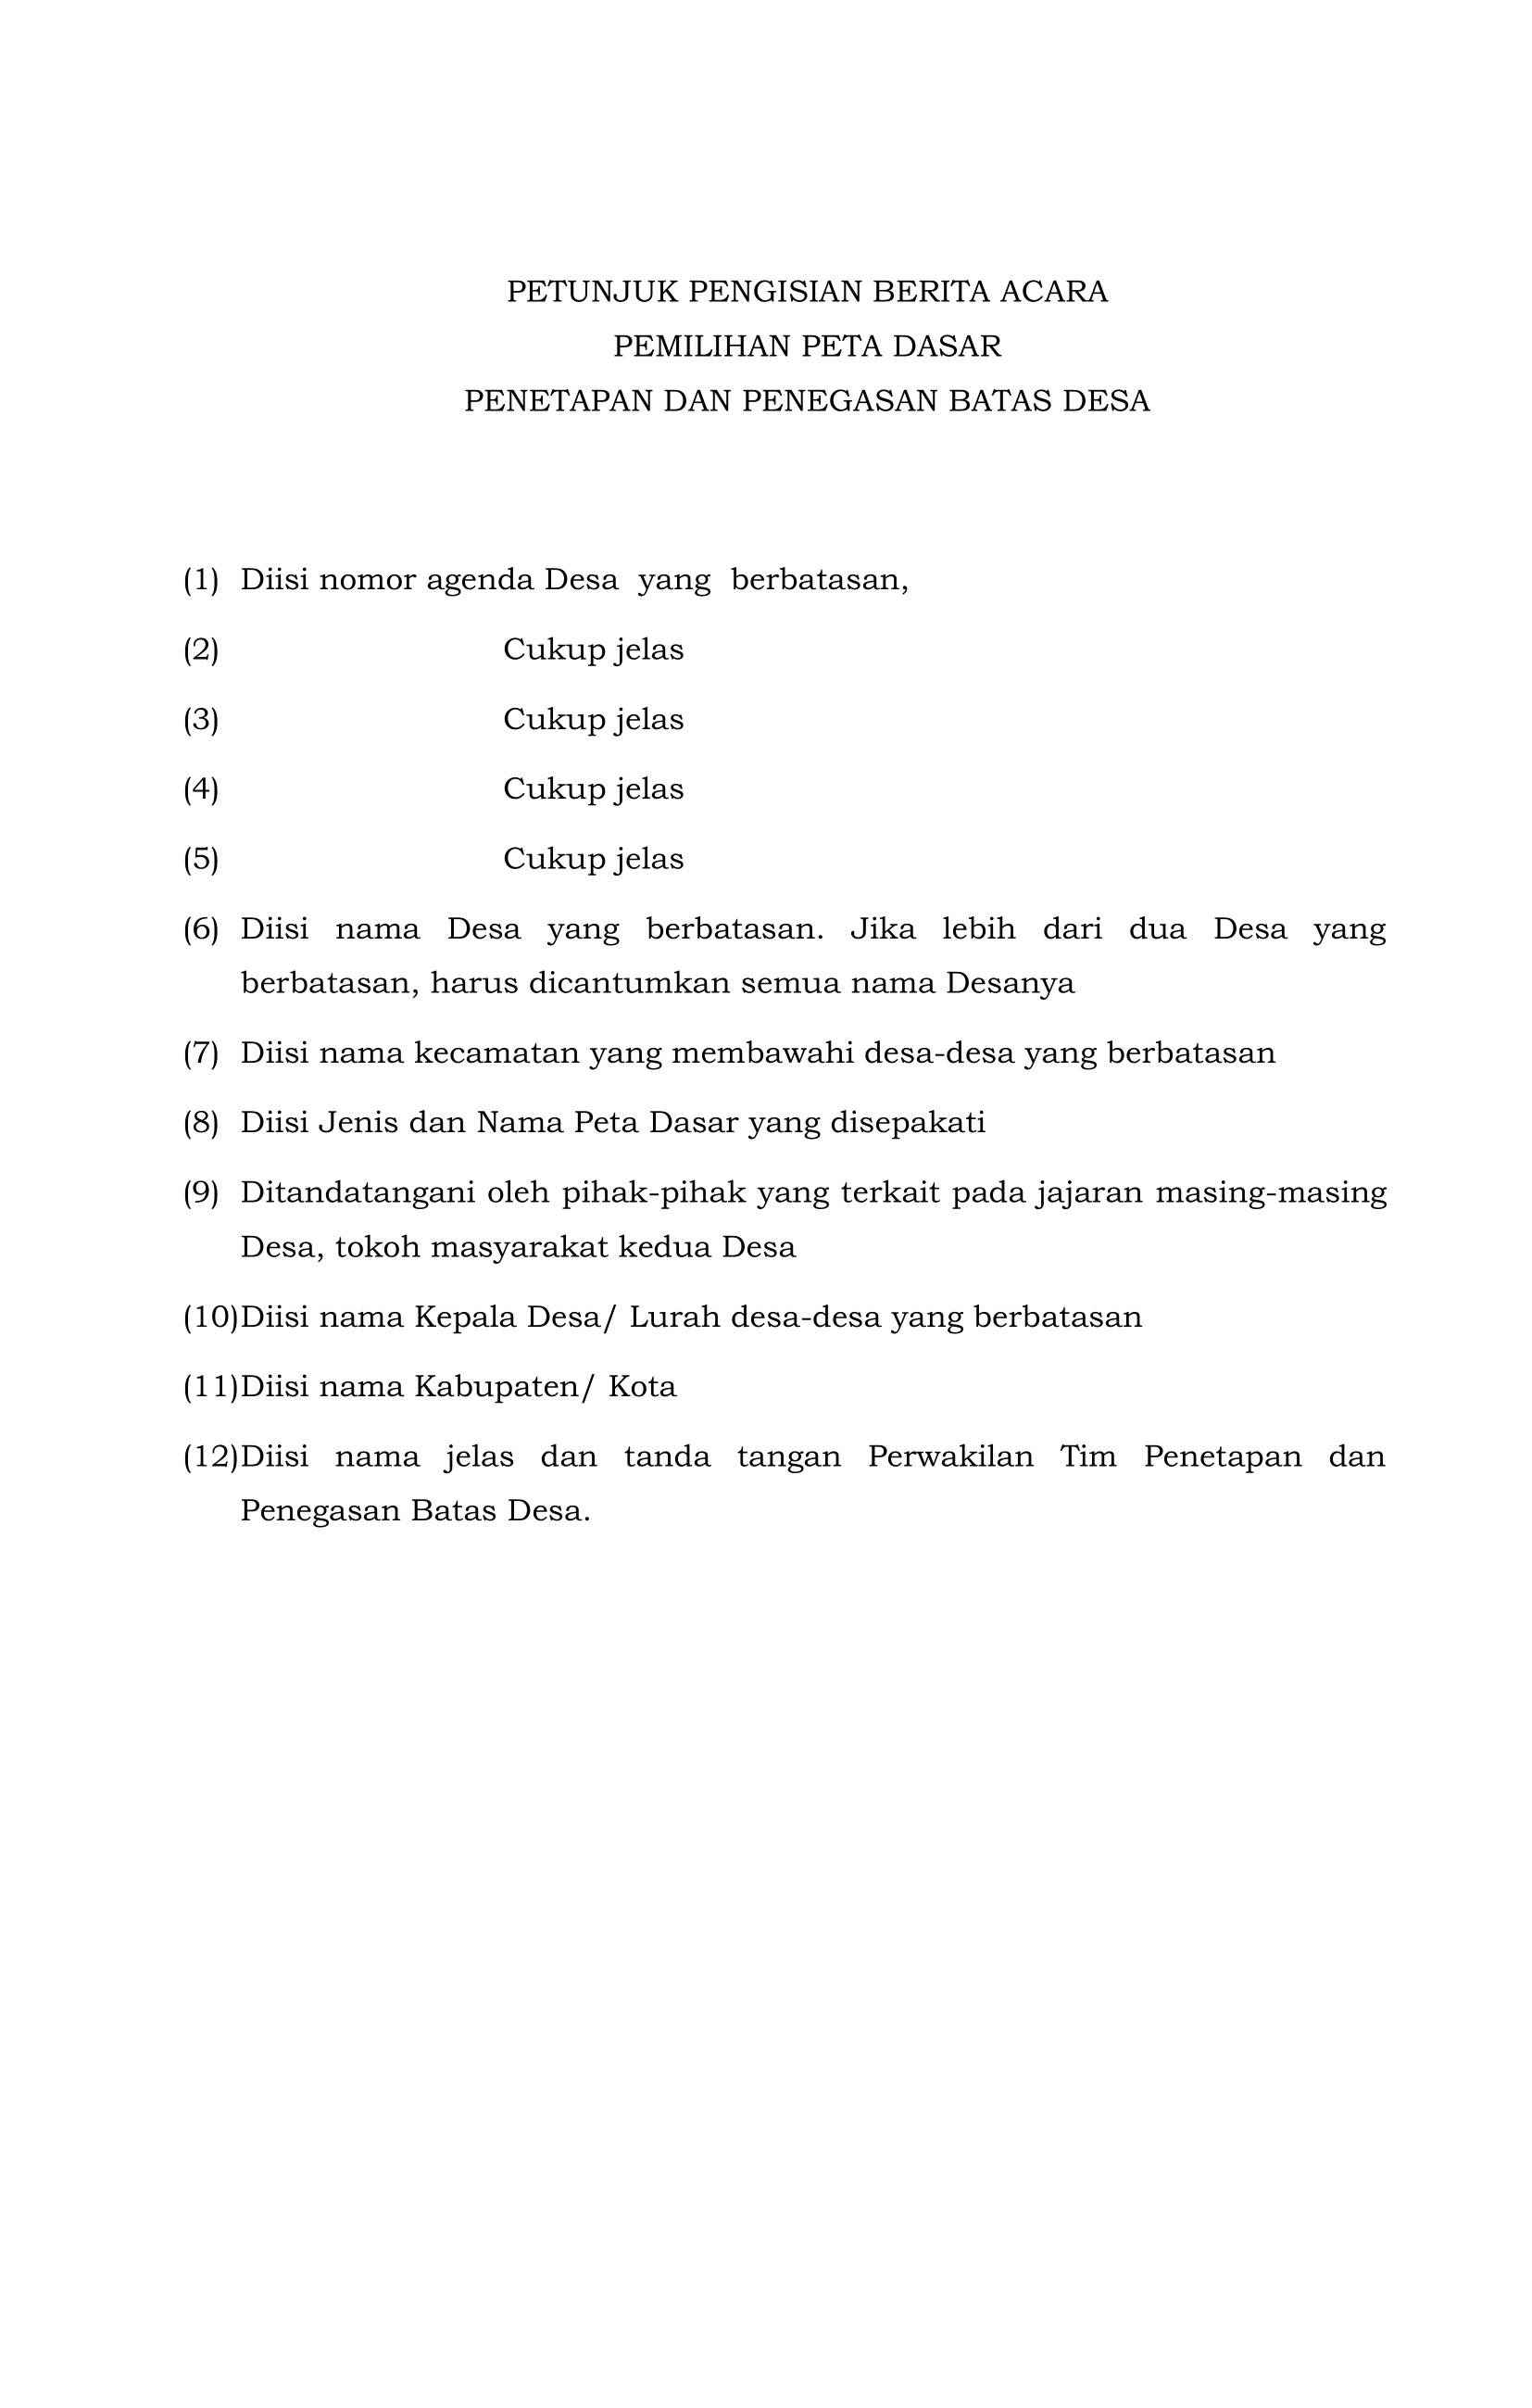 PETUNJUK PENGISIAN BERITA ACARA
PEMILIHAN PETA DASAR
PENETAPAN DAN PENEGASAN BATAS DESA
(1) Diisi nomor agenda Desa yang berbatasan,
(2) Cukup jelas
(3) Cukup jelas
(4) Cukup jelas
(5) Cukup jelas
(6) Diisi nama Desa yang berbatasan. Jika lebih dari dua Desa yang
berbatasan, harus dicantumkan semua nama Desanya
(7) Diisi nama kecamatan yang membawahi desa-desa yang berbatasan
(8) Diisi Jenis dan Nama Peta Dasar yang disepakati
(9) Ditandatangani oleh pihak-pihak yang terkait pada jajaran masing-masing
Desa, tokoh masyarakat kedua Desa
(10)Diisi nama Kepala Desa/ Lurah desa-desa yang berbatasan
(11)Diisi nama Kabupaten/ Kota
(12)Diisi nama jelas dan tanda tangan Perwakilan Tim Penetapan dan
Penegasan Batas Desa.